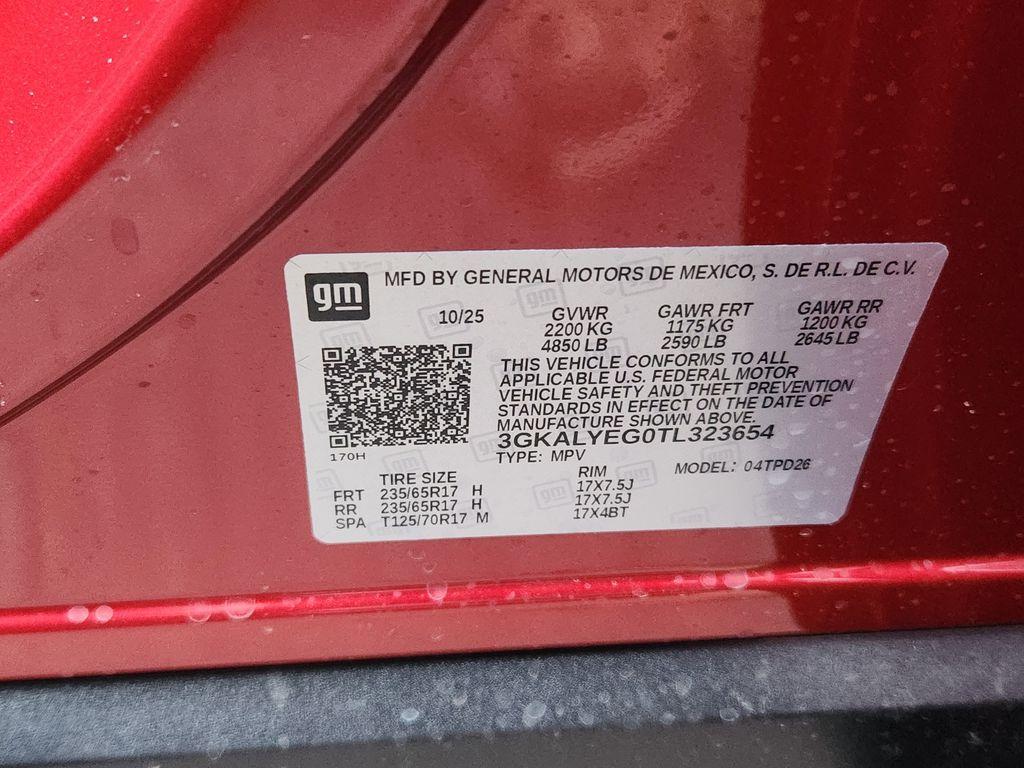 gm
MFD BY GENERAL MOTORS DE MEXICO, S. DE R.L. DE C.V.
10/25 GVWR GAWR FRT GAWR RR
2200 KG 1175 KG 1200 KG
4850 LB 2590 LB 2645 LB
THIS VEHICLE CONFORMS TO ALL
APPLICABLE U.S. FEDERAL MOTOR
VEHICLE SAFETY AND THEFT PREVENTION
STANDARDS IN EFFECT ON THE DATE OF
MANUFACTURE SHOWN ABOVE.
3GKALYEG0TL323654
170H TYPE: MPV MODEL: 04TPD26
TIRE SIZE RIM
FRT 235/65R17 H 17X7.5J
RR 235/65R17 H 17X7.5J
SPA T125/70R17 M 17X4BT